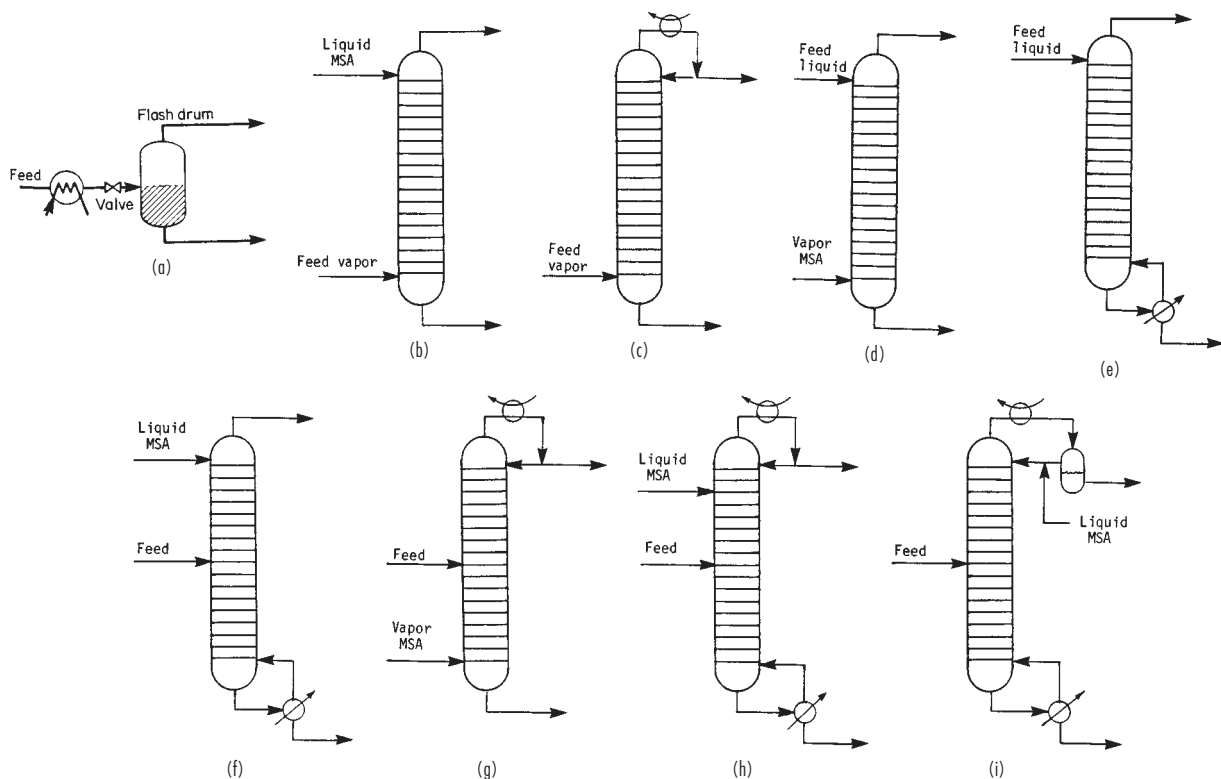 Flash drum
Feed
Valve
(a)
Liquid
MSA
Feed vapor
(b)
Feed
vapor
(c)
Feed
liquid
Vapor
MSA
(d)
Feed
liquid
(e)
Liquid
MSA
Feed
(f)
Feed
Vapor
MSA
(g)
Liquid
MSA
Feed
(h)
Liquid
MSA
Feed
(i)